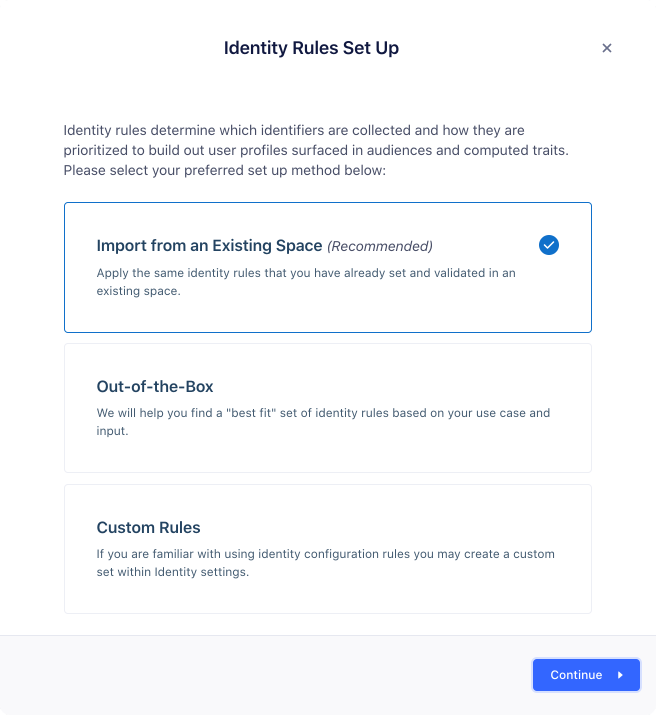 Identity Rules Set Up
Identity rules determine which identifiers are collected and how they are
prioritized to build out user profiles surfaced in audiences and computed traits.
Please select your preferred set up method below:
Import from an Existing Space (Recommended)
Apply the same identity rules that you have already set and validated in an
existing space.
Out-of-the-Box
We will help you find a "best fit" set of identity rules based on your use case and
input.
Custom Rules
If you are familiar with using identity configuration rules you may create a custom
set within Identity settings.
Continue